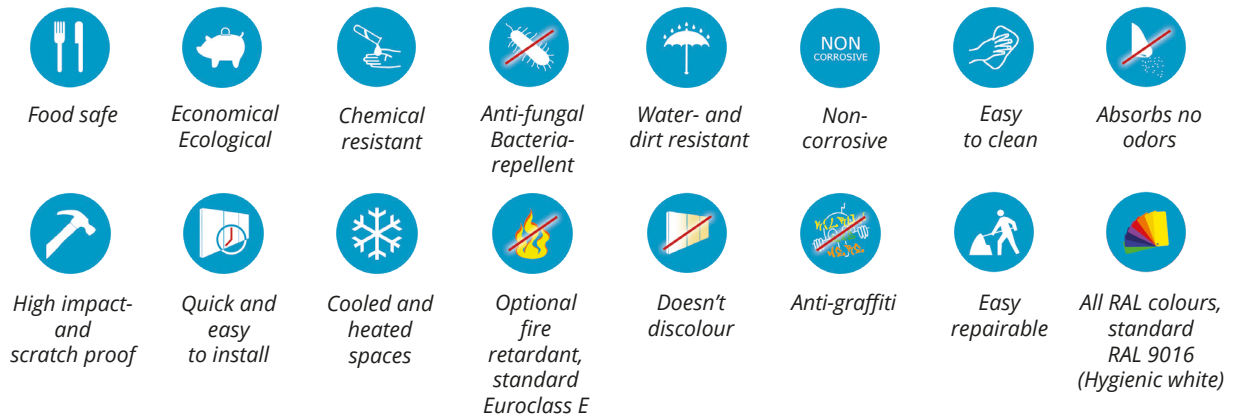 NON
CORROSIVE
Food safe
Economical
Ecological
Chemical
resistant
Anti-fungal
Bacteria-
repellent
Water- and
dirt resistant
Non-
corrosive
Easy
to clean
Absorbs no
odors
High impact-
and
scratch proof
Quick and
easy
to install
Cooled and
heated
spaces
Optional
fire
retardant,
standard
Euroclass E
Doesn’t
discolour
Anti-graffiti
Easy
repairable
All RAL colours,
standard
RAL 9016
(Hygienic white)